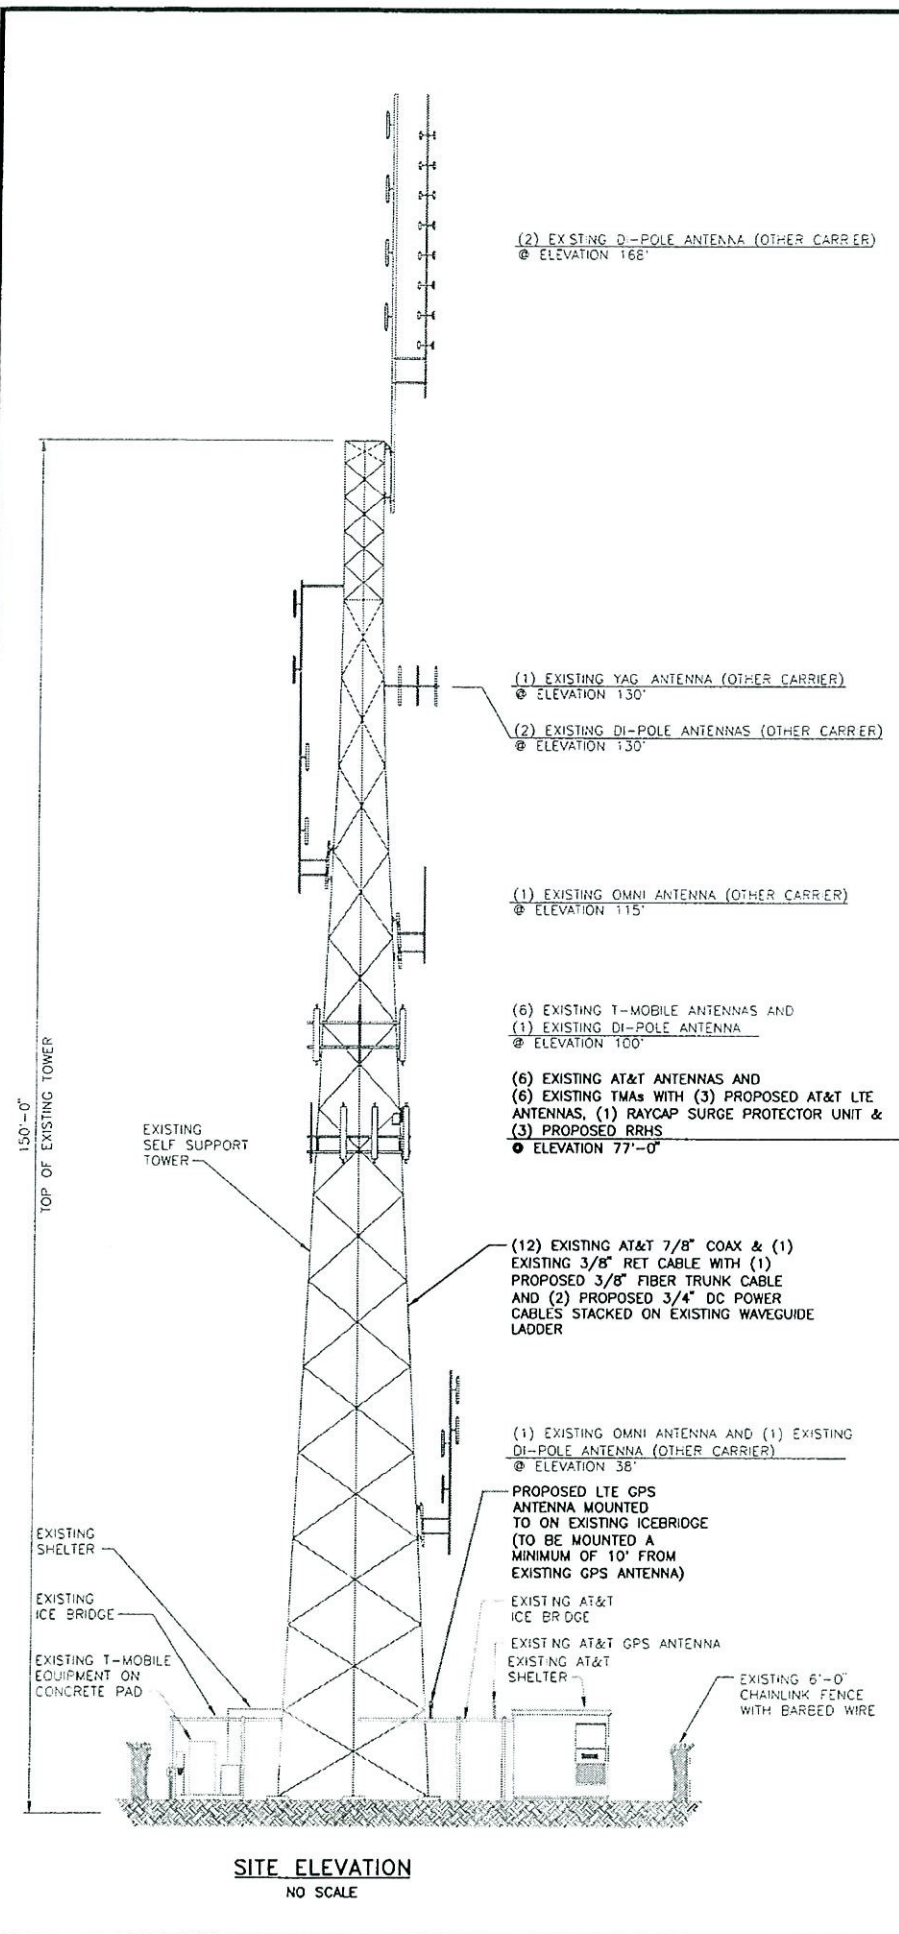 (2) EXISTING DI-POLE ANTENNA (OTHER CARRIER)
@ ELEVATION 168'
(1) EXISTING YAG ANTENNA (OTHER CARRIER)
@ ELEVATION 130'
(2) EXISTING DI-POLE ANTENNAS (OTHER CARRIER)
@ ELEVATION 130'
(1) EXISTING OMNI ANTENNA (OTHER CARRIER)
@ ELEVATION 115'
(6) EXISTING T-MOBILE ANTENNAS AND
(1) EXISTING DI-POLE ANTENNA
@ ELEVATION 100'
(6) EXISTING AT&T ANTENNAS AND
(6) EXISTING TMAs WITH (3) PROPOSED AT&T LTE
ANTENNAS, (1) RAYCAP SURGE PROTECTOR UNIT &
(3) PROPOSED RRHS
@ ELEVATION 77'-0"
150'-0"
TOP OF EXISTING TOWER
EXISTING
SELF SUPPORT
TOWER
(12) EXISTING AT&T 7/8" COAX & (1)
EXISTING 3/8" RET CABLE WITH (1)
PROPOSED 3/8" FIBER TRUNK CABLE
AND (2) PROPOSED 3/4" DC POWER
CABLES STACKED ON EXISTING WAVEGUIDE
LADDER
(1) EXISTING OMNI ANTENNA AND (1) EXISTING
DI-POLE ANTENNA (OTHER CARRIER)
@ ELEVATION 38'
PROPOSED LTE GPS
ANTENNA MOUNTED
TO ON EXISTING ICEBRIDGE
(TO BE MOUNTED A
MINIMUM OF 10' FROM
EXISTING GPS ANTENNA)
EXISTING
SHELTER
EXISTING
ICE BRIDGE
EXISTING T-MOBILE
EQUIPMENT ON
CONCRETE PAD
EXISTING AT&T
ICE BRIDGE
EXISTING AT&T GPS ANTENNA
EXISTING AT&T
SHELTER
EXISTING 6'-0"
CHAINLINK FENCE
WITH BARBED WIRE
SITE ELEVATION
NO SCALE